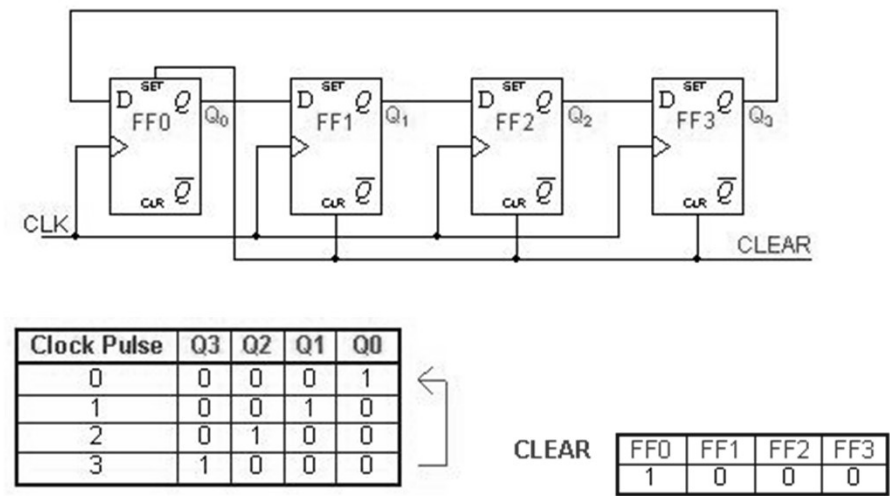 SET SET SET SET
D Q D Q D Q D Q
FF0 Q₀ FF1 Q₁ FF2 Q₂ FF3 Q₃
CLR Q̅ CLR Q̅ CLR Q̅ CLR Q̅
CLK
CLEAR
Clock Pulse Q3 Q2 Q1 Q0
0 0 0 0 1
1 0 0 1 0
2 0 1 0 0
3 1 0 0 0
CLEAR FF0 FF1 FF2 FF3
1 0 0 0